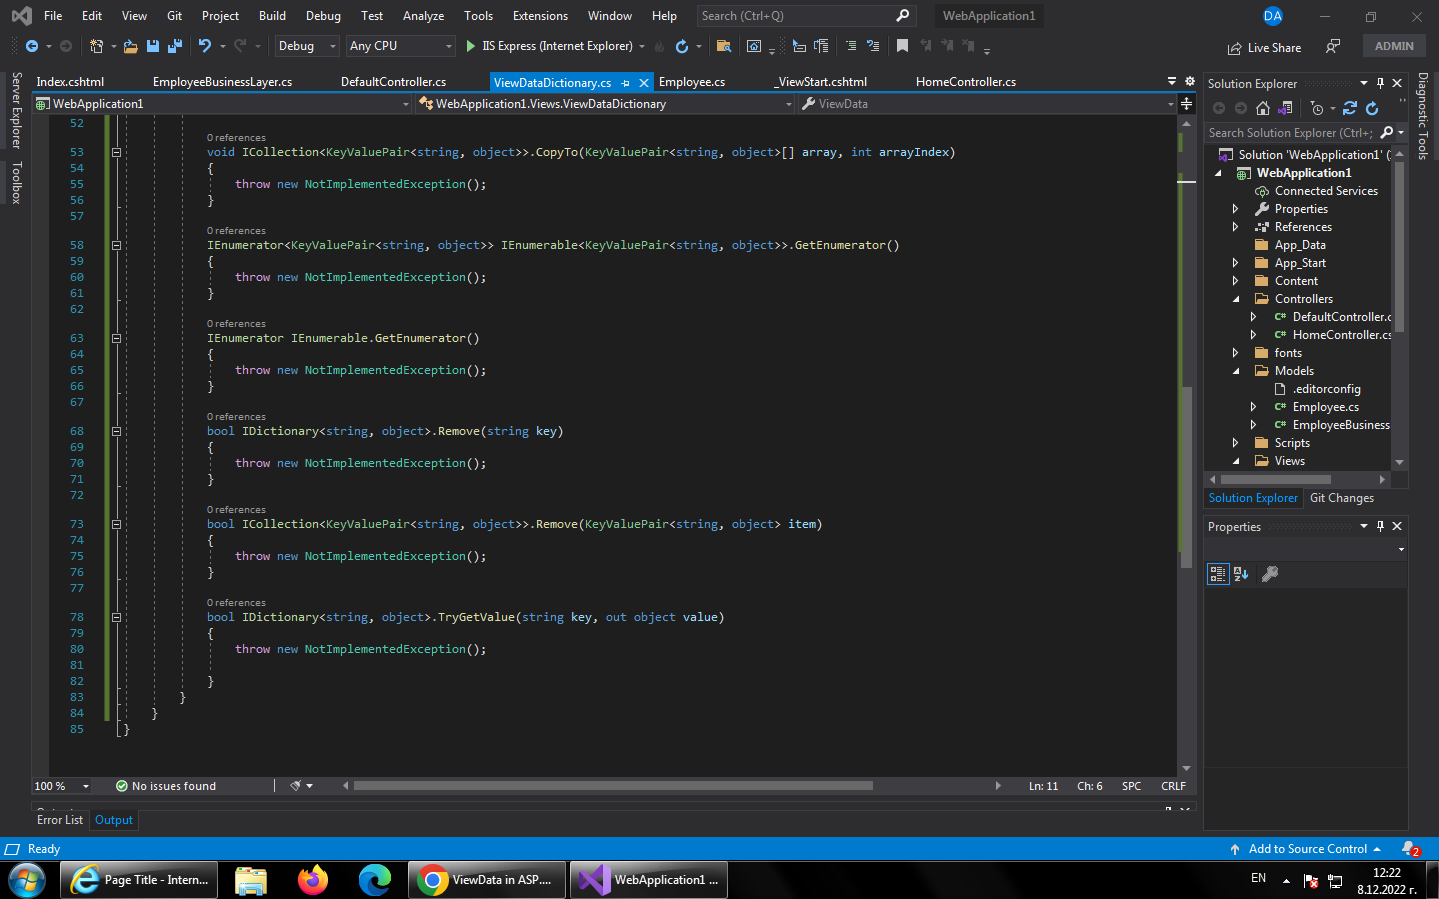 File Edit View Git Project Build Debug Test Analyze Tools Extensions Window Help Search (Ctrl+Q) WebApplication1 DA
Debug Any CPU IIS Express (Internet Explorer) Live Share ADMIN
Server Explorer
Toolbox
Index.cshtml EmployeeBusinessLayer.cs DefaultController.cs ViewDataDictionary.cs Employee.cs _ViewStart.cshtml HomeController.cs
WebApplication1 WebApplication1.Views.ViewDataDictionary ViewData
52
0 references
53 void ICollection<KeyValuePair<string, object>>.CopyTo(KeyValuePair<string, object>[] array, int arrayIndex)
54 {
55 throw new NotImplementedException();
56 }
57
0 references
58 IEnumerator<KeyValuePair<string, object>> IEnumerable<KeyValuePair<string, object>>.GetEnumerator()
59 {
60 throw new NotImplementedException();
61 }
62
0 references
63 IEnumerator IEnumerable.GetEnumerator()
64 {
65 throw new NotImplementedException();
66 }
67
0 references
68 bool IDictionary<string, object>.Remove(string key)
69 {
70 throw new NotImplementedException();
71 }
72
0 references
73 bool ICollection<KeyValuePair<string, object>>.Remove(KeyValuePair<string, object> item)
74 {
75 throw new NotImplementedException();
76 }
77
0 references
78 bool IDictionary<string, object>.TryGetValue(string key, out object value)
79 {
80 throw new NotImplementedException();
81
82 }
83 }
84 }
85 }
100 % No issues found Ln: 11 Ch: 6 SPC CRLF
Error List Output
Solution Explorer
Search Solution Explorer (Ctrl+;
Solution 'WebApplication1' (
WebApplication1
Connected Services
Properties
References
App_Data
App_Start
Content
Controllers
DefaultController.c
HomeController.cs
fonts
Models
.editorconfig
Employee.cs
EmployeeBusiness
Scripts
Views
Solution Explorer Git Changes
Properties
Diagnostic Tools
Ready Add to Source Control 2
Page Title - Intern... ViewData in ASP.... WebApplication1 ... EN 12:22
8.12.2022 г.